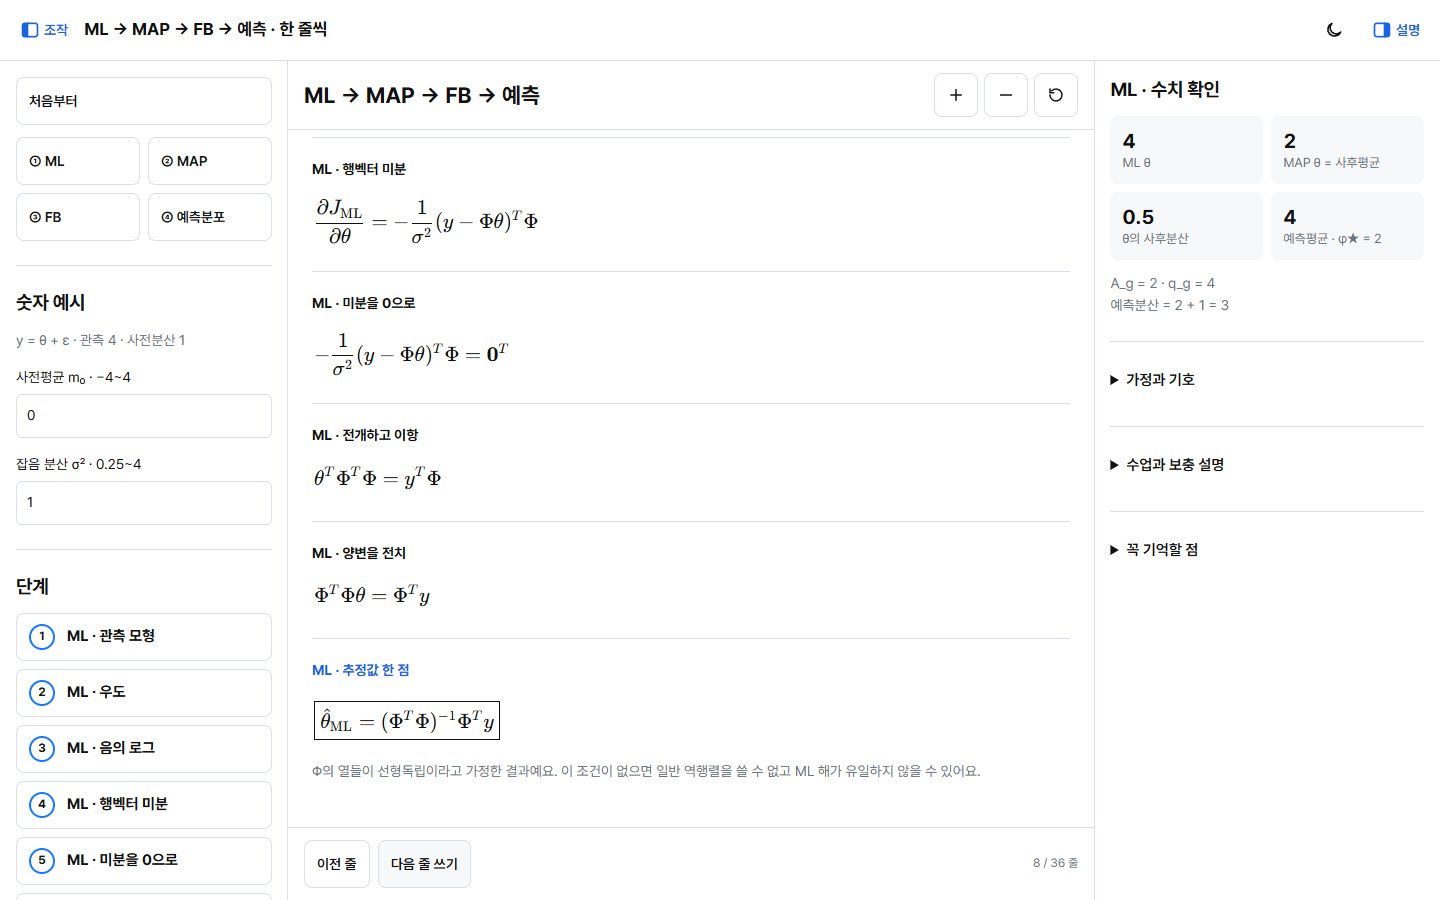 조작
ML → MAP → FB → 예측 · 한 줄씩
설명
처음부터
① ML
② MAP
③ FB
④ 예측분포
숫자 예시
y = θ + ε · 관측 4 · 사전분산 1
사전평균 m₀ · −4~4
0
잡음 분산 σ² · 0.25~4
1
단계
1 ML · 관측 모형
2 ML · 우도
3 ML · 음의 로그
4 ML · 행벡터 미분
5 ML · 미분을 0으로
ML → MAP → FB → 예측
ML · 행벡터 미분
∂J_ML/∂θ = −1/σ² (y − Φθ)ᵀΦ
ML · 미분을 0으로
−1/σ² (y − Φθ)ᵀΦ = 𝟎ᵀ
ML · 전개하고 이항
θᵀΦᵀΦ = yᵀΦ
ML · 양변을 전치
ΦᵀΦθ = Φᵀy
ML · 추정값 한 점
θ̂_ML = (ΦᵀΦ)⁻¹Φᵀy
Φ의 열들이 선형독립이라고 가정한 결과예요. 이 조건이 없으면 일반 역행렬을 쓸 수 없고 ML 해가 유일하지 않을 수 있어요.
이전 줄
다음 줄 쓰기
8 / 36 줄
ML · 수치 확인
4
ML θ
2
MAP θ = 사후평균
0.5
θ의 사후분산
4
예측평균 · φ★ = 2
A_g = 2 · q_g = 4
예측분산 = 2 + 1 = 3
▶ 가정과 기호
▶ 수업과 보충 설명
▶ 꼭 기억할 점